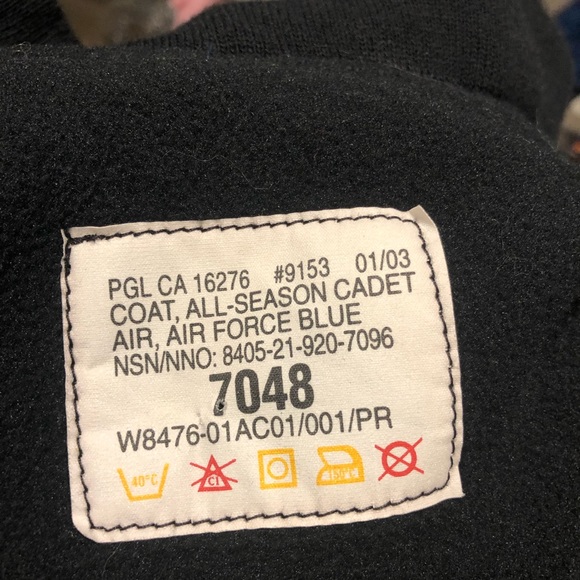 PGL CA 16276 #9153 01/03
COAT, ALL-SEASON CADET
AIR, AIR FORCE BLUE
NSN/NNO: 8405-21-920-7096
7048
W8476-01AC01/001/PR
40°C Cl 150°C